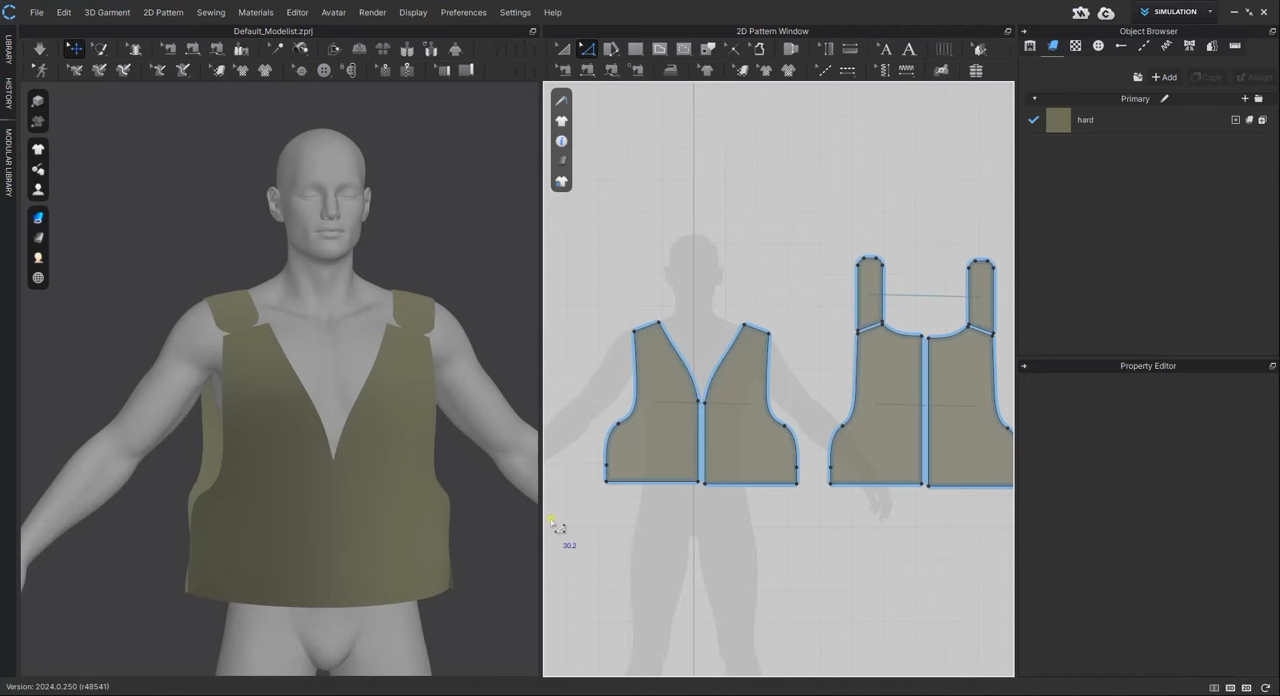 File Edit 3D Garment 2D Pattern Sewing Materials Editor Avatar Render Display Preferences Settings Help
SIMULATION
Default_Modelist.zprj
2D Pattern Window
Object Browser
LIBRARY
HISTORY
MODULAR LIBRARY
Add
Copy
Assign
Primary
hard
Property Editor
30.2
Version: 2024.0.250 (r48541)
3D
2D